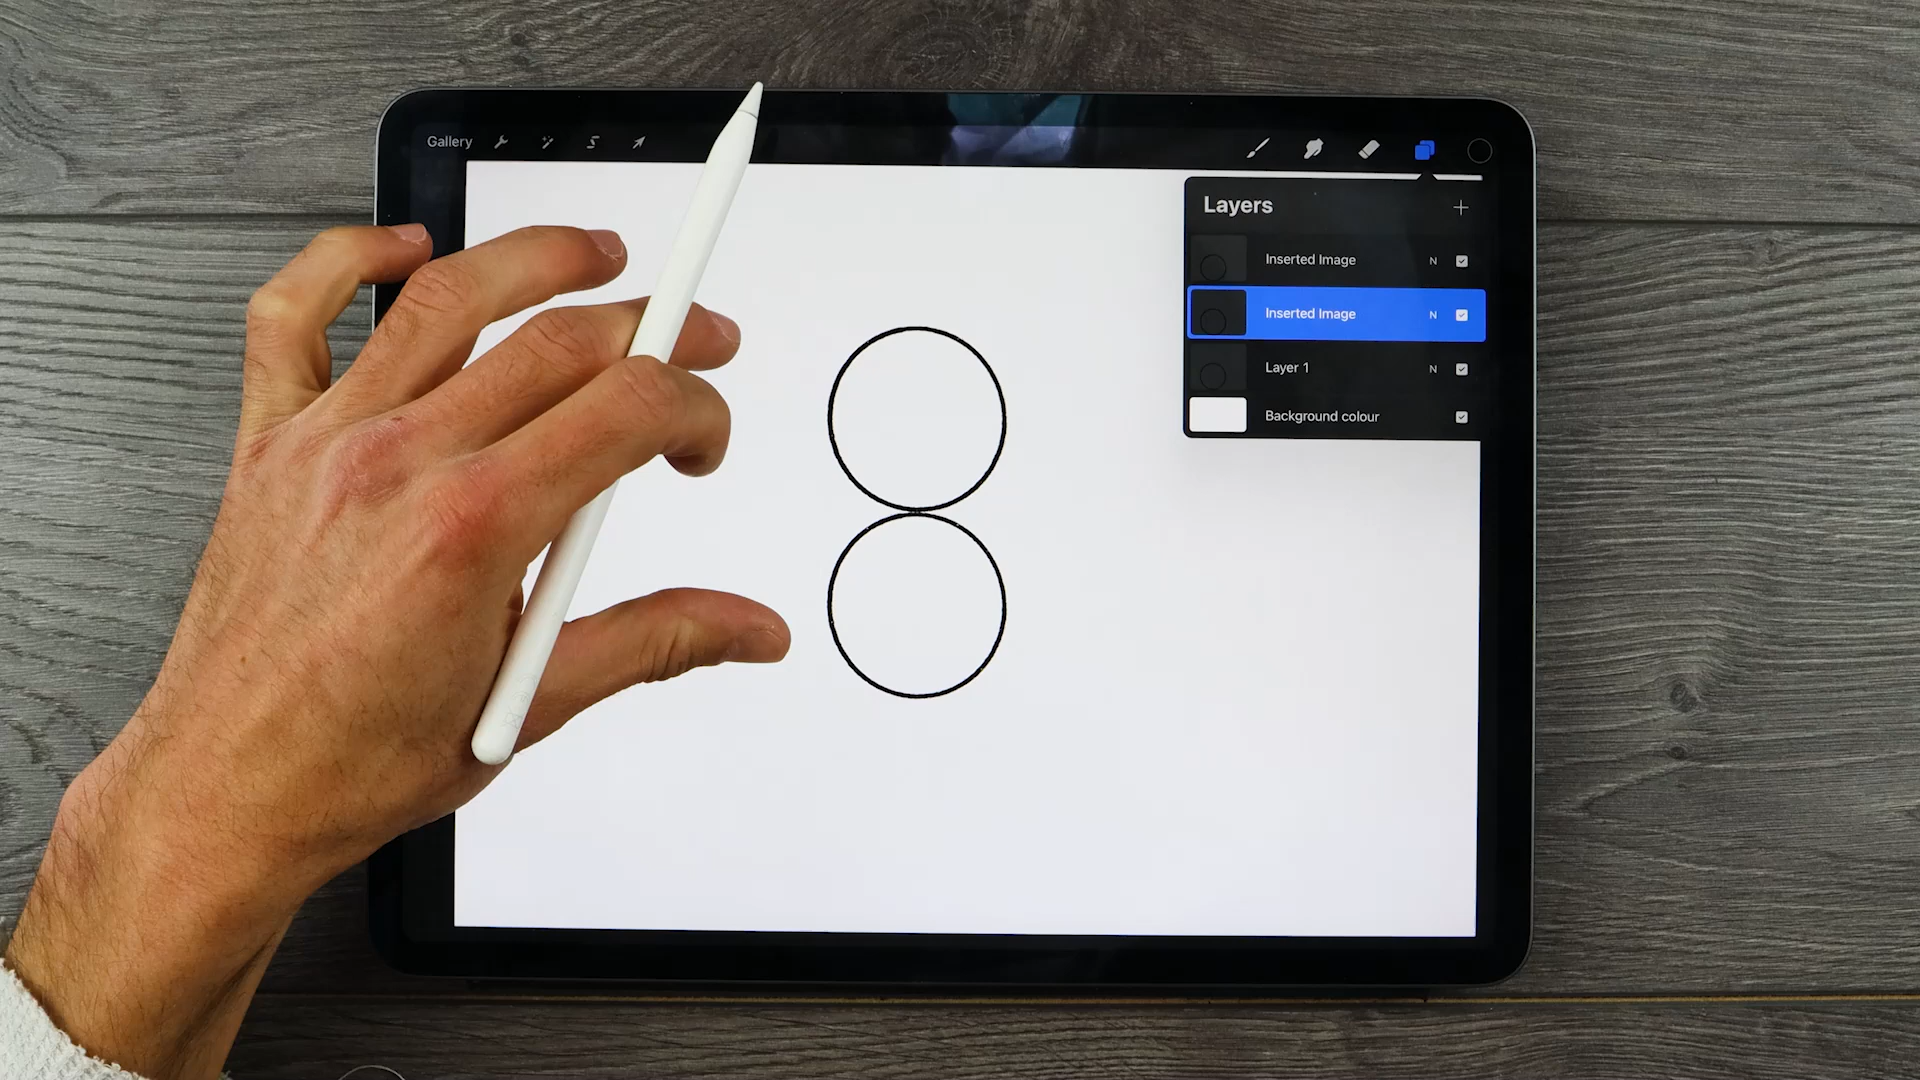 Gallery
Layers
Inserted Image N
Inserted Image N
Layer 1 N
Background colour